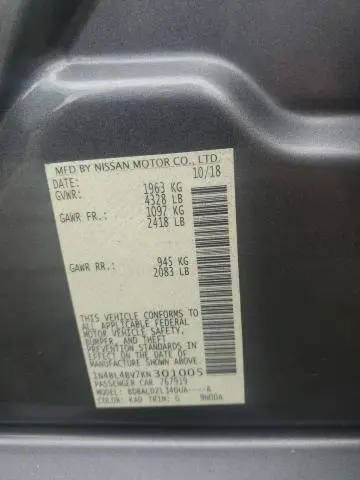 MFD BY NISSAN MOTOR CO., LTD.
DATE: 10/18
GVWR: 1963 KG
4328 LB
GAWR FR.: 1097 KG
2418 LB
GAWR RR.: 945 KG
2083 LB
THIS VEHICLE CONFORMS TO
ALL APPLICABLE FEDERAL
MOTOR VEHICLE SAFETY,
BUMPER, AND THEFT
PREVENTION STANDARDS IN
EFFECT ON THE DATE OF
MANUFACTURE SHOWN ABOVE.
1N4BL4BV7KN301005
PASSENGER CAR 767919
COLOR: KAD TRIM: G